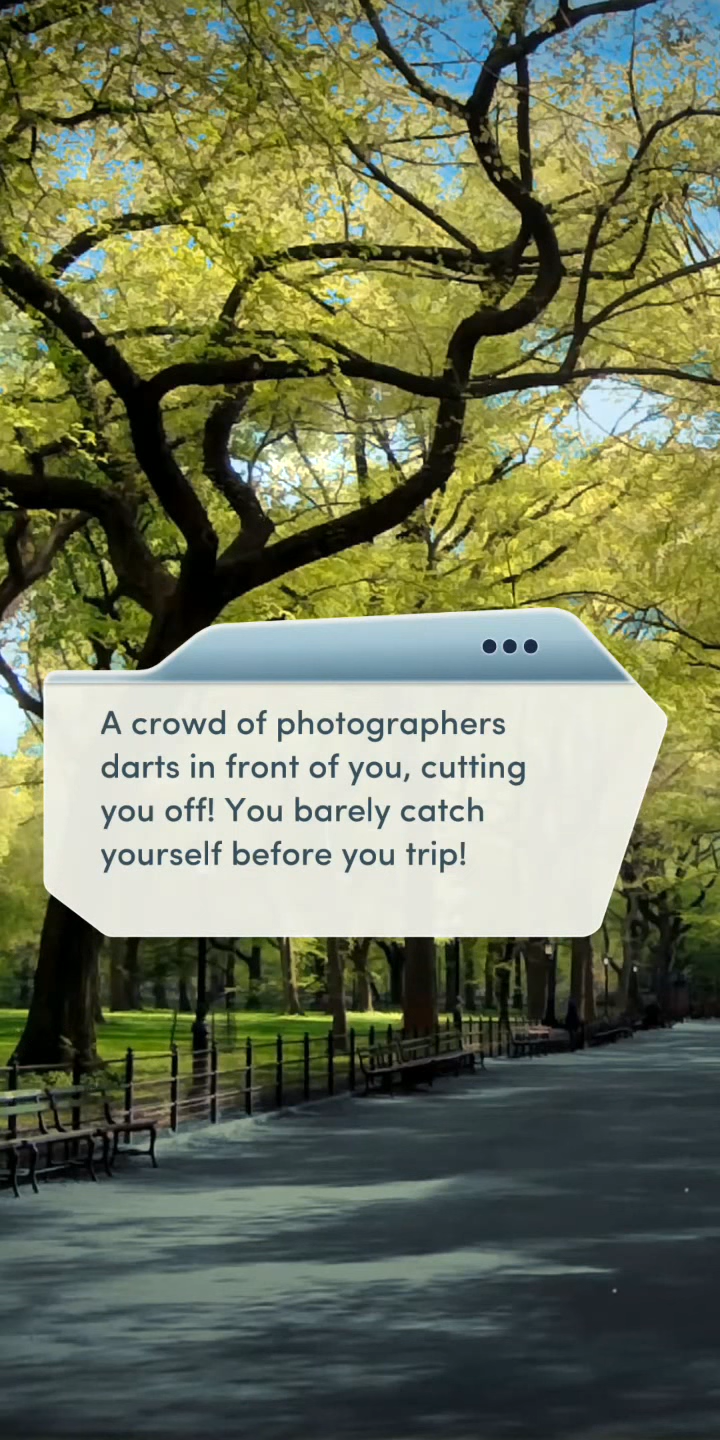 A crowd of photographers
darts in front of you, cutting
you off! You barely catch
yourself before you trip!